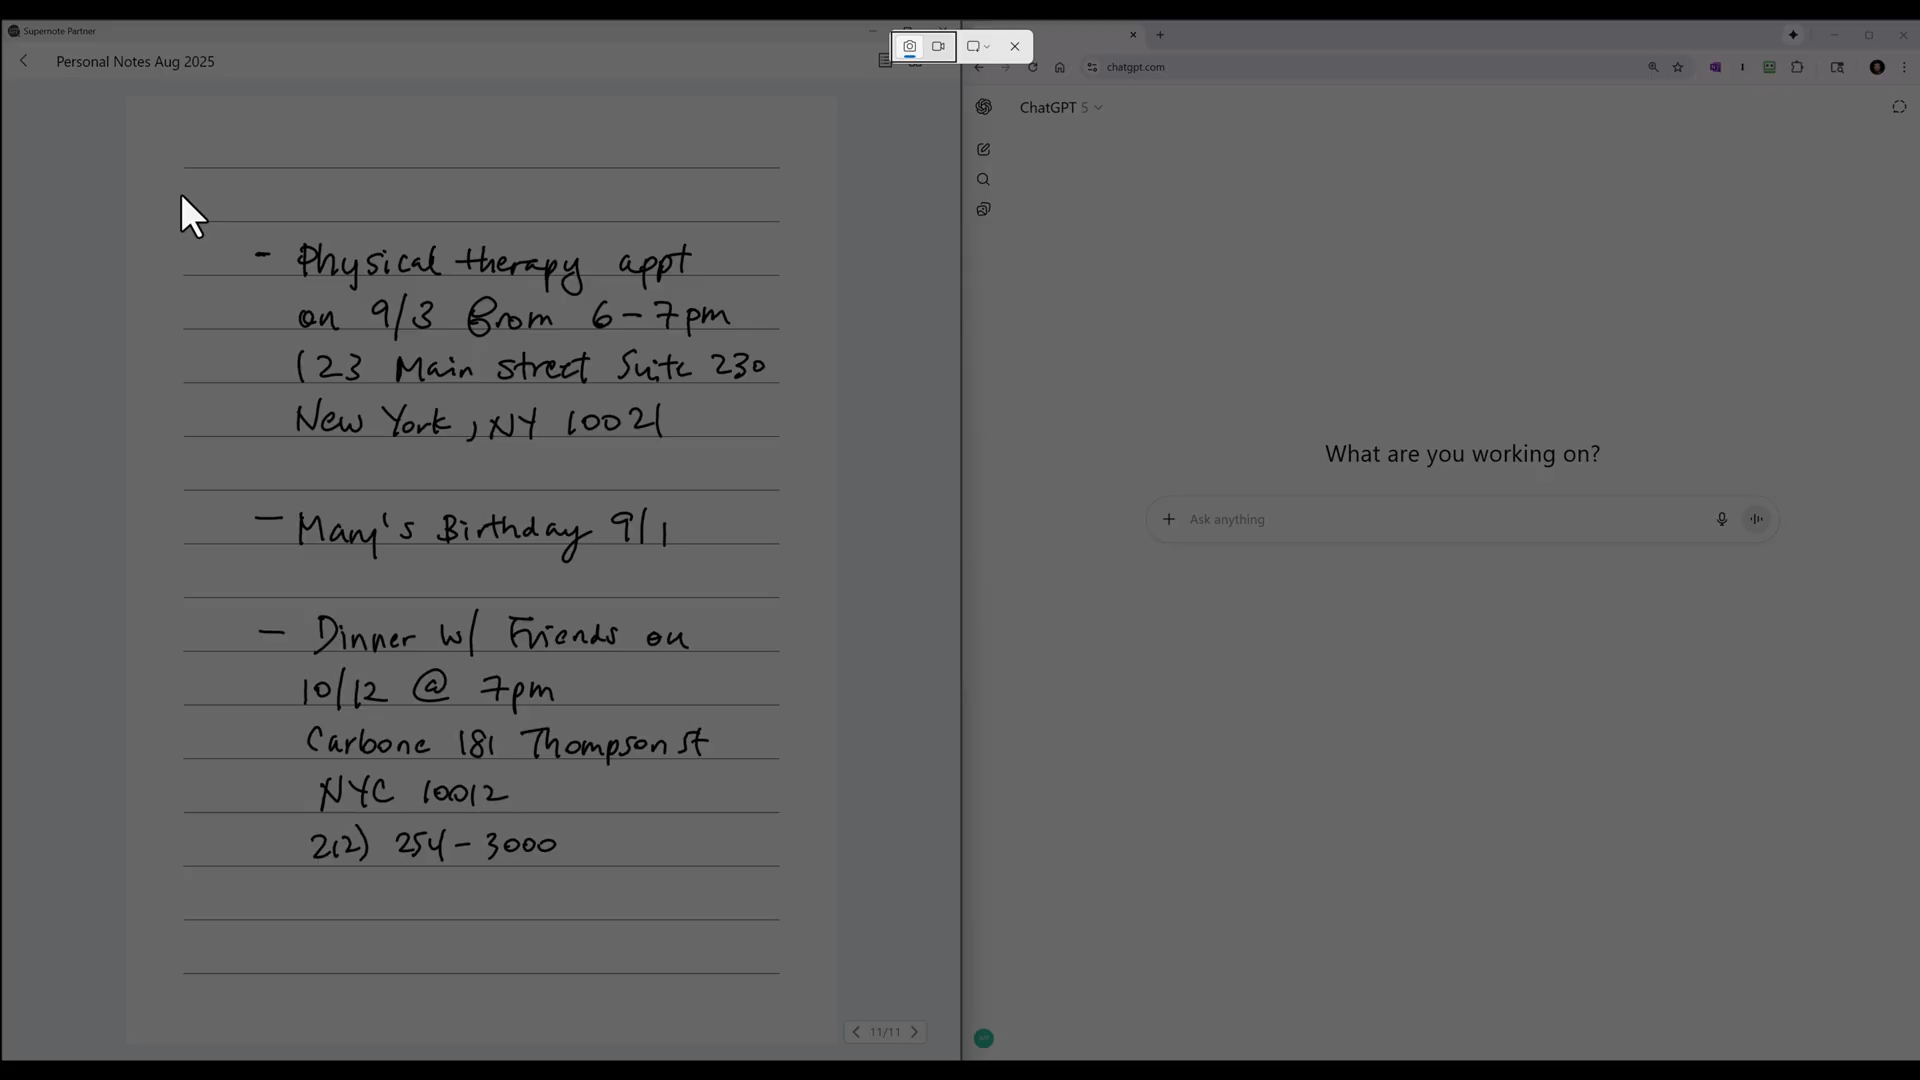 Supernote Partner
Personal Notes Aug 2025
- Physical therapy appt
on 9/3 from 6-7pm
123 Main street Suite 230
New York, NY 10021
- Mary's Birthday 9/1
- Dinner w/ Friends on
10/12 @ 7pm
Carbone 181 Thompson st
NYC 10012
212) 254-3000
11/11
chatgpt.com
ChatGPT 5
What are you working on?
Ask anything